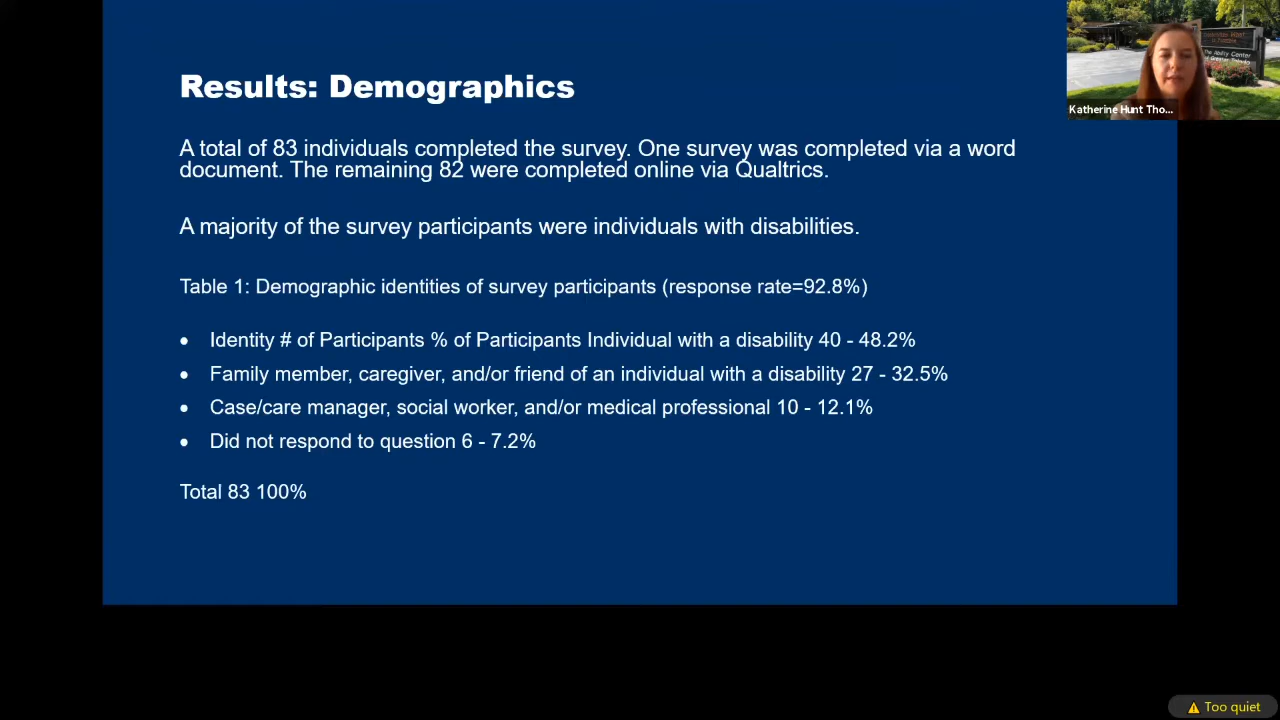 Results: Demographics
Katherine Hunt Tho...
A total of 83 individuals completed the survey. One survey was completed via a word
document. The remaining 82 were completed online via Qualtrics.
A majority of the survey participants were individuals with disabilities.
Table 1: Demographic identities of survey participants (response rate=92.8%)
• Identity # of Participants % of Participants Individual with a disability 40 - 48.2%
• Family member, caregiver, and/or friend of an individual with a disability 27 - 32.5%
• Case/care manager, social worker, and/or medical professional 10 - 12.1%
• Did not respond to question 6 - 7.2%
Total 83 100%
Too quiet